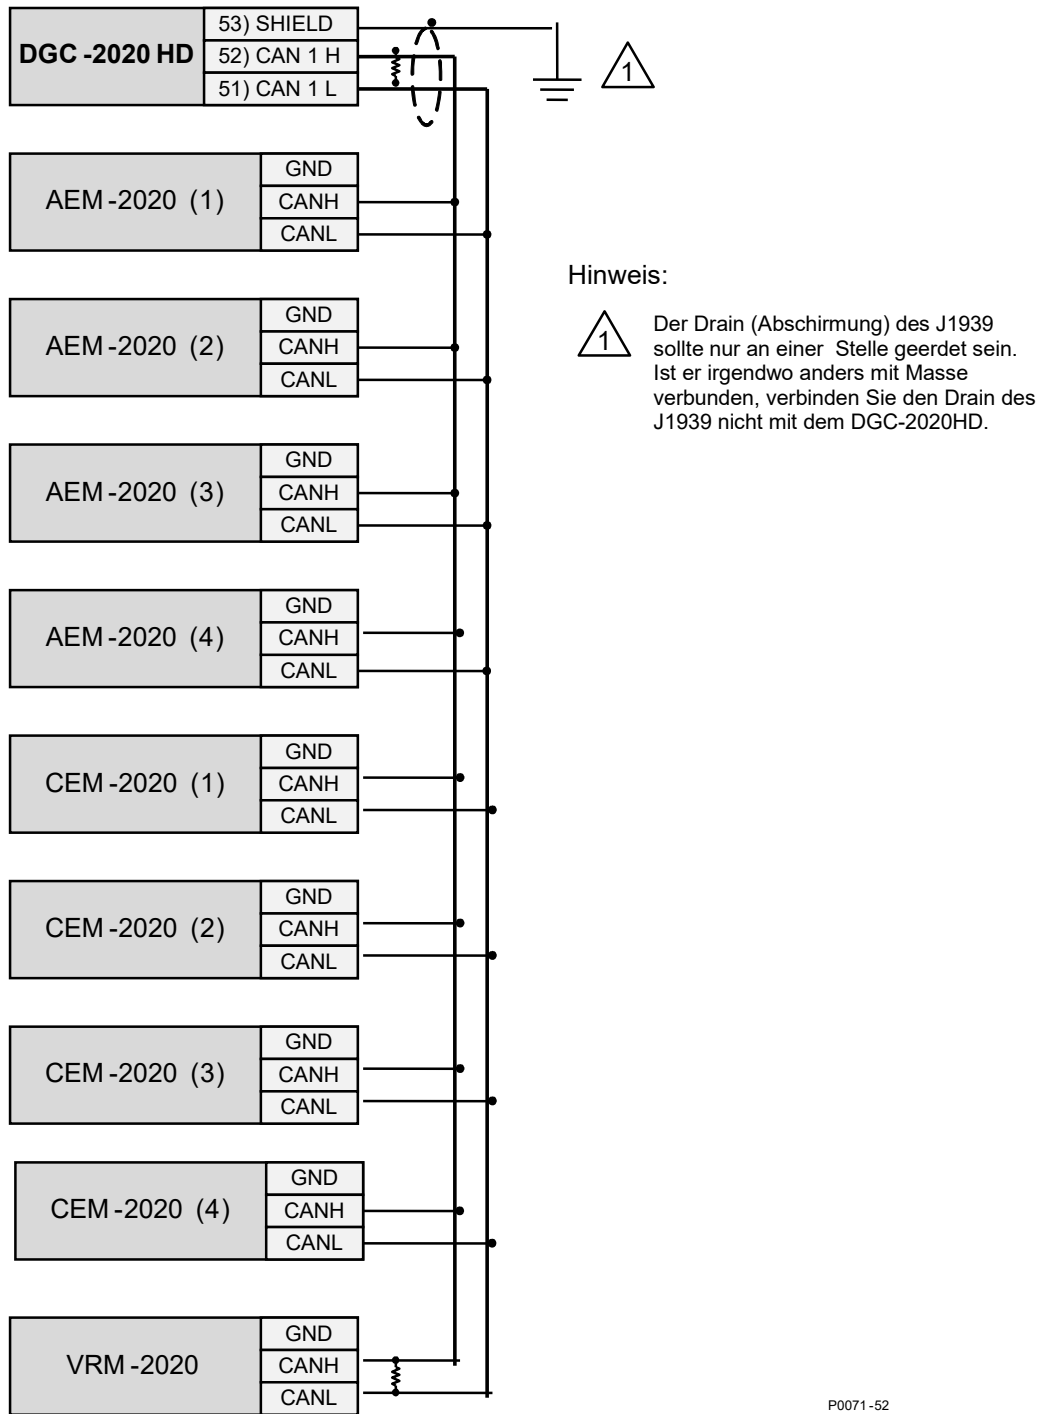 53) SHIELD
DGC -2020 HD
52) CAN 1 H
51) CAN 1 L
1
GND
AEM -2020 (1)
CANH
CANL
Hinweis:
1
Der Drain (Abschirmung) des J1939
sollte nur an einer Stelle geerdet sein.
Ist er irgendwo anders mit Masse
verbunden, verbinden Sie den Drain des
J1939 nicht mit dem DGC-2020HD.
GND
AEM -2020 (2)
CANH
CANL
GND
AEM -2020 (3)
CANH
CANL
GND
AEM -2020 (4)
CANH
CANL
GND
CEM -2020 (1)
CANH
CANL
GND
CEM -2020 (2)
CANH
CANL
GND
CEM -2020 (3)
CANH
CANL
GND
CEM -2020 (4)
CANH
CANL
GND
VRM -2020
CANH
CANL
P0071-52